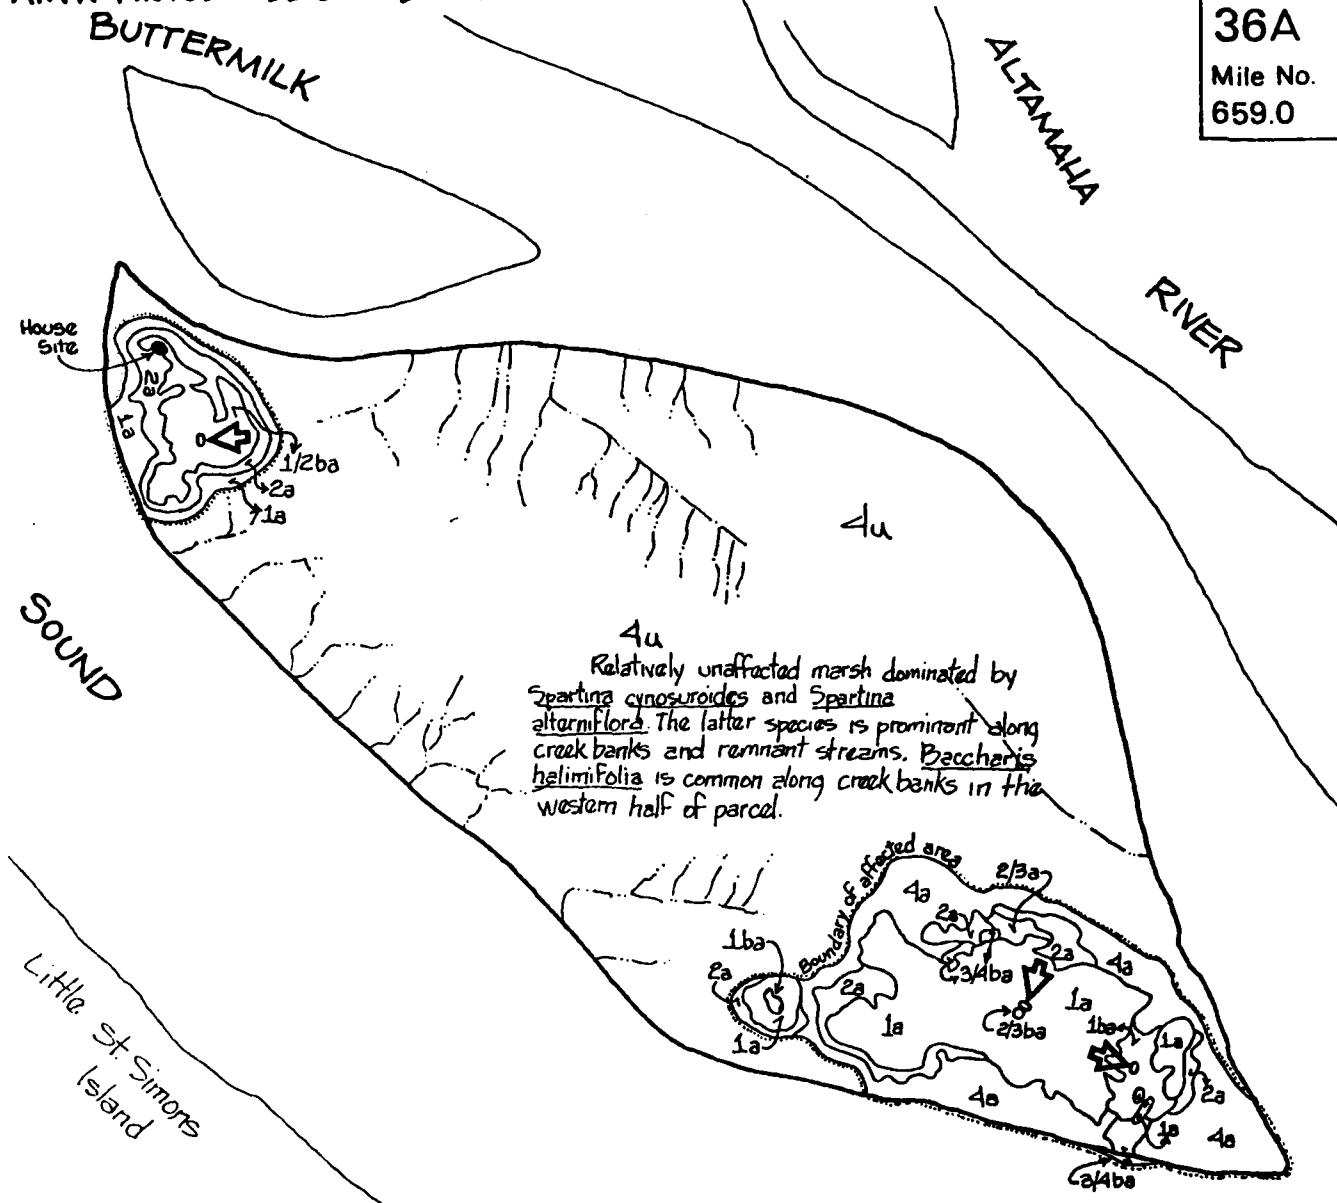 BUTTERMILK
36A
Mile No.
659.0
ALTAMAHA
RIVER
House
Site
2a
1a
1/2ba
2a
1a
4u
SOUND
4u
Relatively unaffected marsh dominated by
Spartina cynosuroides and Spartina
alterniflora. The latter species is prominant along
creek banks and remnant streams. Baccharis
halimifolia is common along creek banks in the
western half of parcel.
Boundary of affected area
2/3a
4a
2a
1ba
3/4ba
2a
4a
2a
2a
1a
1a
2/3ba
1ba
1a
1a
2a
4a
1a
4a
3/4ba
Little St. Simons
Island